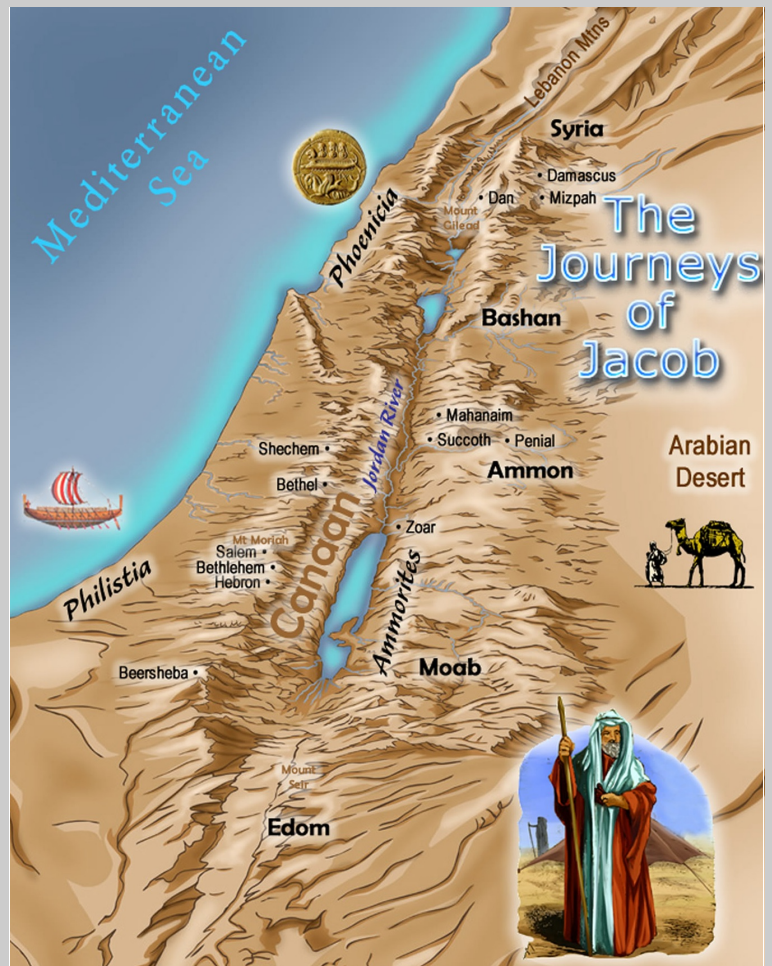 Mediterranean
Sea
Lebanon Mtns
Syria
Damascus
Dan
Mizpah
Mount
Gilead
Phoenicia
The
Journeys
of
Jacob
Bashan
Jordan River
Mahanaim
Succoth
Penial
Shechem
Ammon
Arabian
Desert
Bethel
Canaan
Zoar
Mt Moriah
Salem
Bethlehem
Hebron
Philistia
Ammorites
Moab
Beersheba
Mount
Seir
Edom